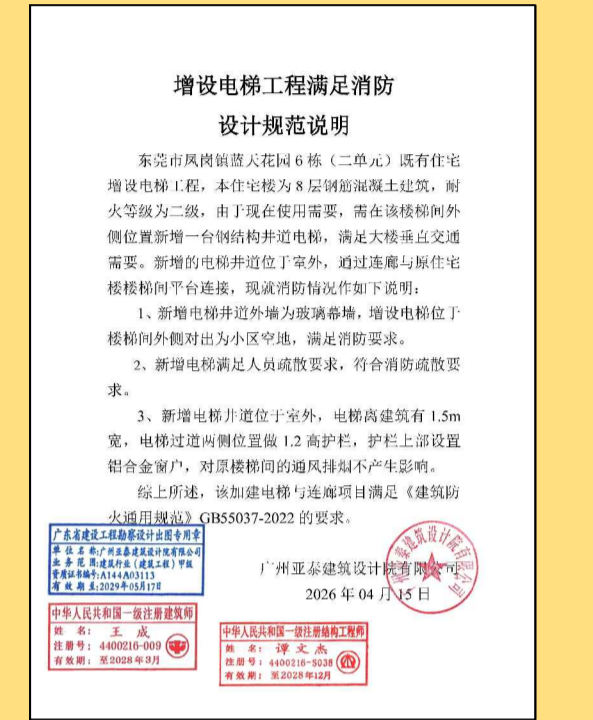 增设电梯工程满足消防
设计规范说明
东莞市凤岗镇蓝天花园6栋（二单元）既有住宅
增设电梯工程，本住宅楼为8层钢筋混凝土建筑，耐
火等级为二级，由于现在使用需要，需在该楼梯间外
侧位置新增一台钢结构井道电梯，满足大楼垂直交通
需要。新增的电梯井道位于室外，通过连廊与原住宅
楼楼梯间平台连接，现就消防情况作如下说明：
1、新增电梯井道外墙为玻璃幕墙，增设电梯位于
楼梯间外侧对出为小区空地，满足消防要求。
2、新增电梯满足人员疏散要求，符合消防疏散要
求。
3、新增电梯井道位于室外，电梯离建筑有1.5m
宽，电梯过道两侧位置做1.2高护栏，护栏上部设置
铝合金窗户，对原楼梯间的通风排烟不产生影响。
综上所述，该加建电梯与连廊项目满足《建筑防
火通用规范》GB55037-2022的要求。
广东省建设工程勘察设计出图专用章
单位名称:广州亚泰建筑设计院有限公司
业务范围:建筑行业（建筑工程）甲级
资质证书编号:A144A03113
有效期至:2029年05月17日
广州亚泰建筑设计院有限公司
2026年04月15日
州亚泰建筑设计院有限公司
中华人民共和国一级注册建筑师
姓名：王成
注册号：4400216-009
有效期：至2028年3月
中华人民共和国一级注册结构工程师
姓名：谭文杰
注册号：4400216-S038
有效期：至2028年12月